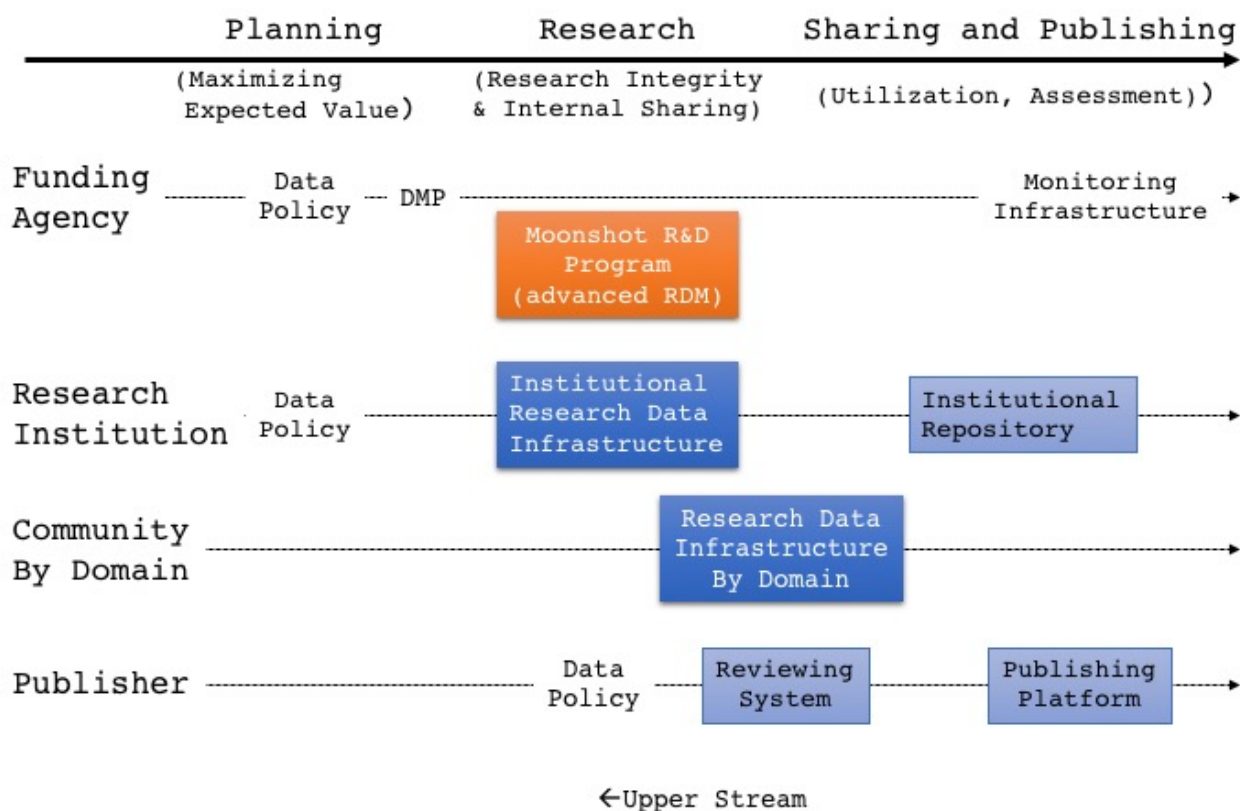 Planning
Research
Sharing and Publishing
(Maximizing
Expected Value)
(Research Integrity
& Internal Sharing)
(Utilization, Assessment))
Funding
Agency
Data
Policy
DMP
Monitoring
Infrastructure
Moonshot R&D
Program
(advanced RDM)
Research
Institution
Data
Policy
Institutional
Research Data
Infrastructure
Institutional
Repository
Community
By Domain
Research Data
Infrastructure
By Domain
Publisher
Data
Policy
Reviewing
System
Publishing
Platform
←Upper Stream